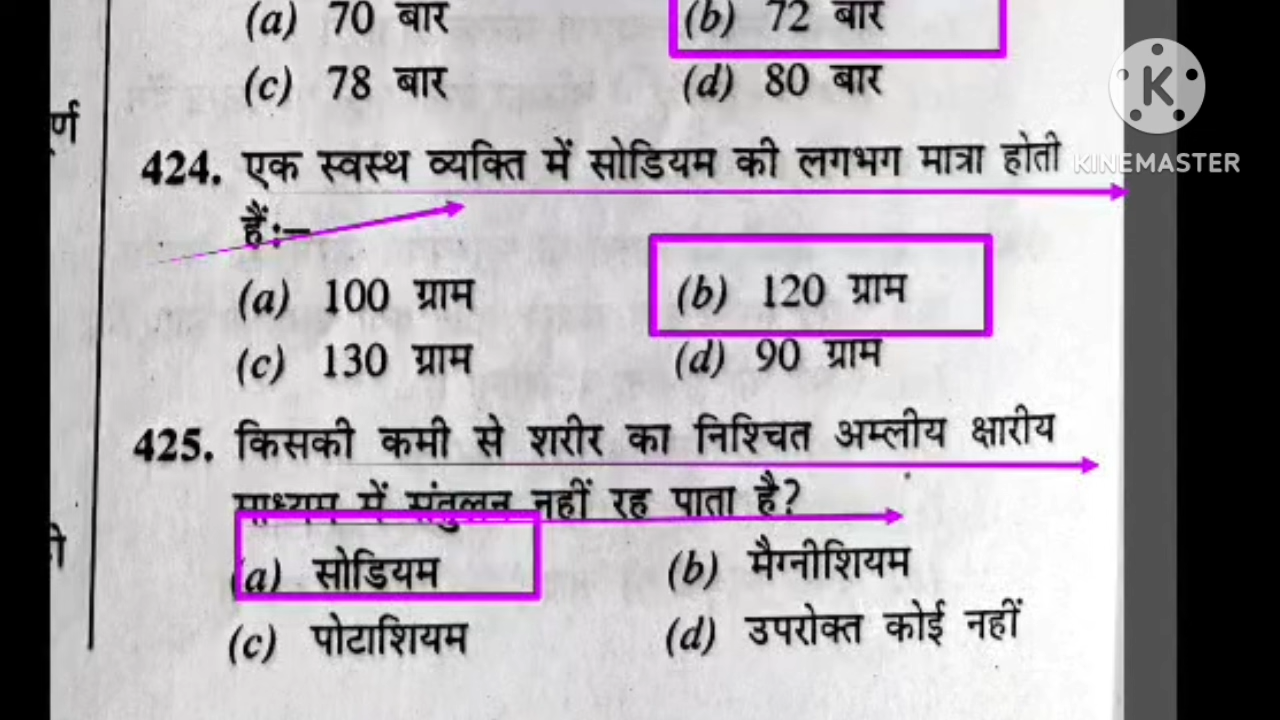 (a) 70 बार (b) 72 बार
(c) 78 बार (d) 80 बार
र्ण
424. एक स्वस्थ व्यक्ति में सोडियम की लगभग मात्रा होती
हैं:–
(a) 100 ग्राम (b) 120 ग्राम
(c) 130 ग्राम (d) 90 ग्राम
425. किसकी कमी से शरीर का निश्चित अम्लीय क्षारीय
माध्यम में संतुलन नहीं रह पाता है?
(a) सोडियम (b) मैग्नीशियम
(c) पोटाशियम (d) उपरोक्त कोई नहीं
K
KINEMASTER